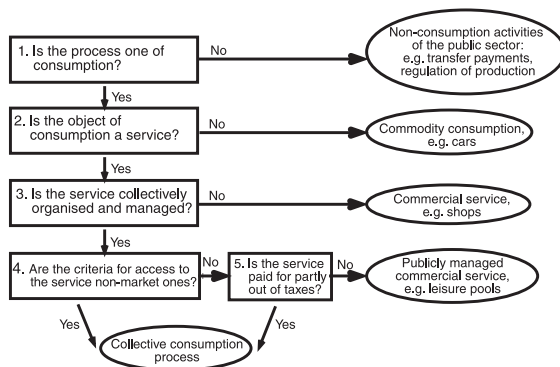 1. Is the process one of
consumption?
No
Non-consumption activities
of the public sector:
e.g. transfer payments,
regulation of production
Yes
2. Is the object of
consumption a service?
No
Commodity consumption,
e.g. cars
Yes
3. Is the service collectively
organised and managed?
No
Commercial service,
e.g. shops
Yes
4. Are the criteria for access to
the service non-market ones?
No
5. Is the service
paid for partly
out of taxes?
No
Publicly managed
commercial service,
e.g. leisure pools
Yes
Yes
Collective consumption
process